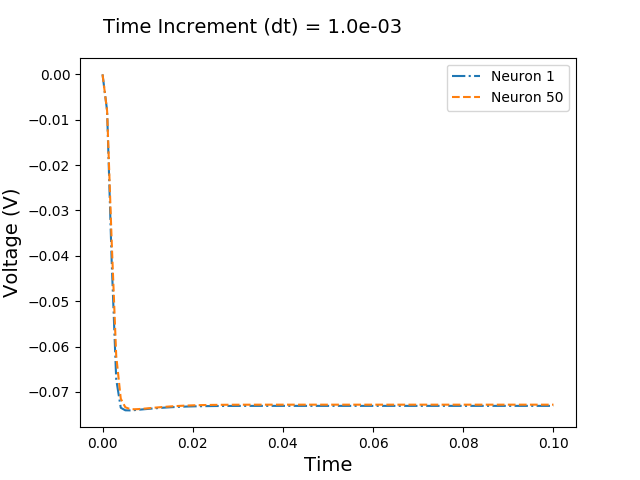 Time Increment (dt) = 1.0e-03
Neuron 1
Neuron 50
0.00
−0.01
−0.02
−0.03
−0.04
−0.05
−0.06
−0.07
Voltage (V)
0.00 0.02 0.04 0.06 0.08 0.10
Time